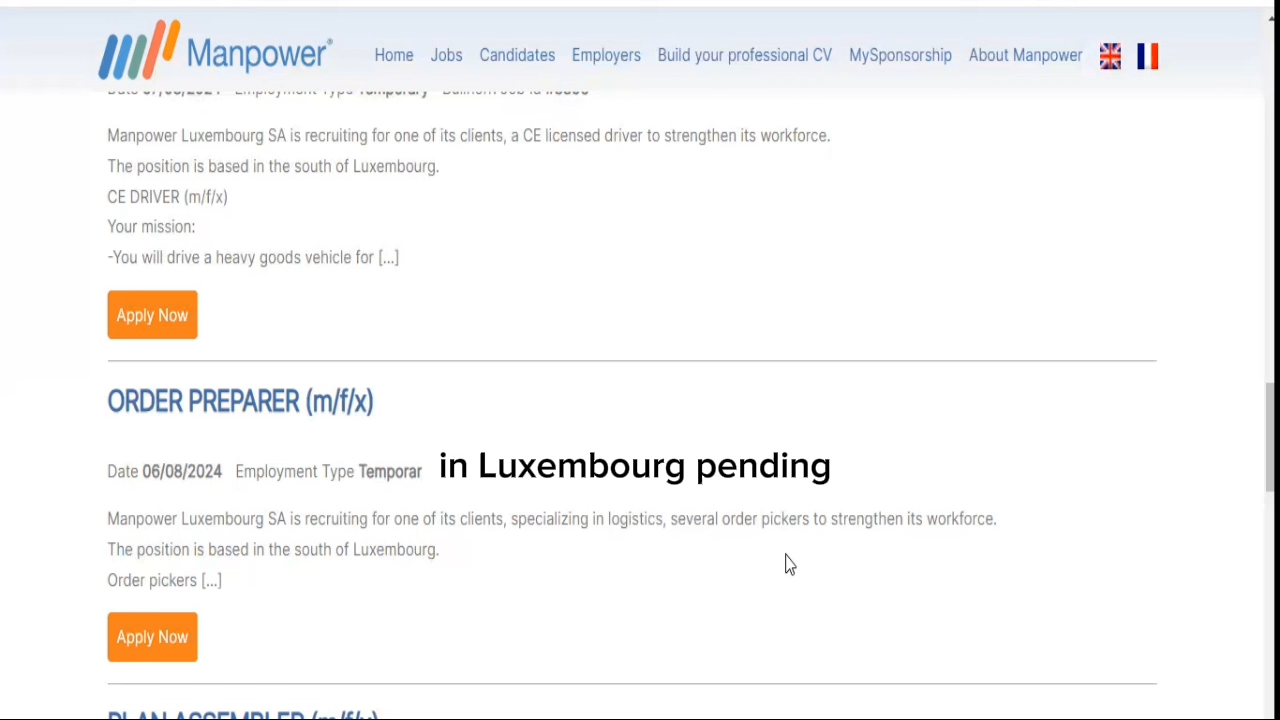 Manpower®
Home Jobs Candidates Employers Build your professional CV MySponsorship About Manpower
Manpower Luxembourg SA is recruiting for one of its clients, a CE licensed driver to strengthen its workforce.
The position is based in the south of Luxembourg.
CE DRIVER (m/f/x)
Your mission:
-You will drive a heavy goods vehicle for [...]
Apply Now
ORDER PREPARER (m/f/x)
Date 06/08/2024 Employment Type Temporar
in Luxembourg pending
Manpower Luxembourg SA is recruiting for one of its clients, specializing in logistics, several order pickers to strengthen its workforce.
The position is based in the south of Luxembourg.
Order pickers [...]
Apply Now
PLAN ASSEMBLER (m/f/x)